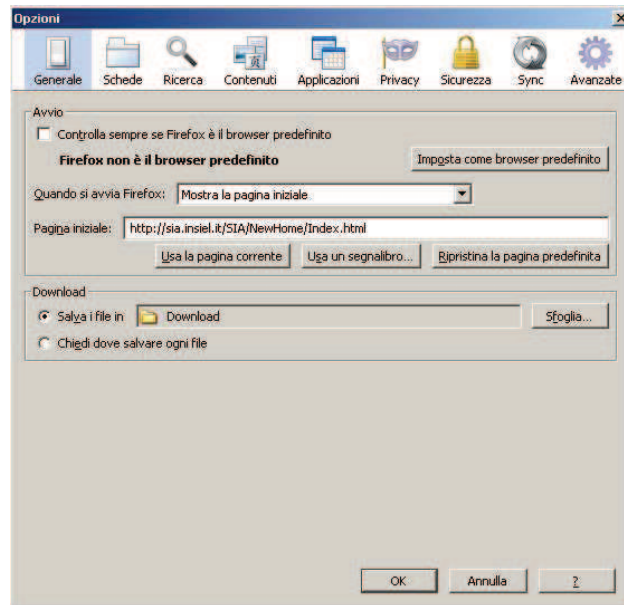 Opzioni
Generale Schede Ricerca Contenuti Applicazioni Privacy Sicurezza Sync Avanzate
Avvio
Controlla sempre se Firefox è il browser predefinito
Firefox non è il browser predefinito Imposta come browser predefinito
Quando si avvia Firefox: Mostra la pagina iniziale
Pagina iniziale: http://sia.insiel.it/SIA/NewHome/Index.html
Usa la pagina corrente Usa un segnalibro... Ripristina la pagina predefinita
Download
Salva i file in Download Sfoglia...
Chiedi dove salvare ogni file
OK Annulla ?